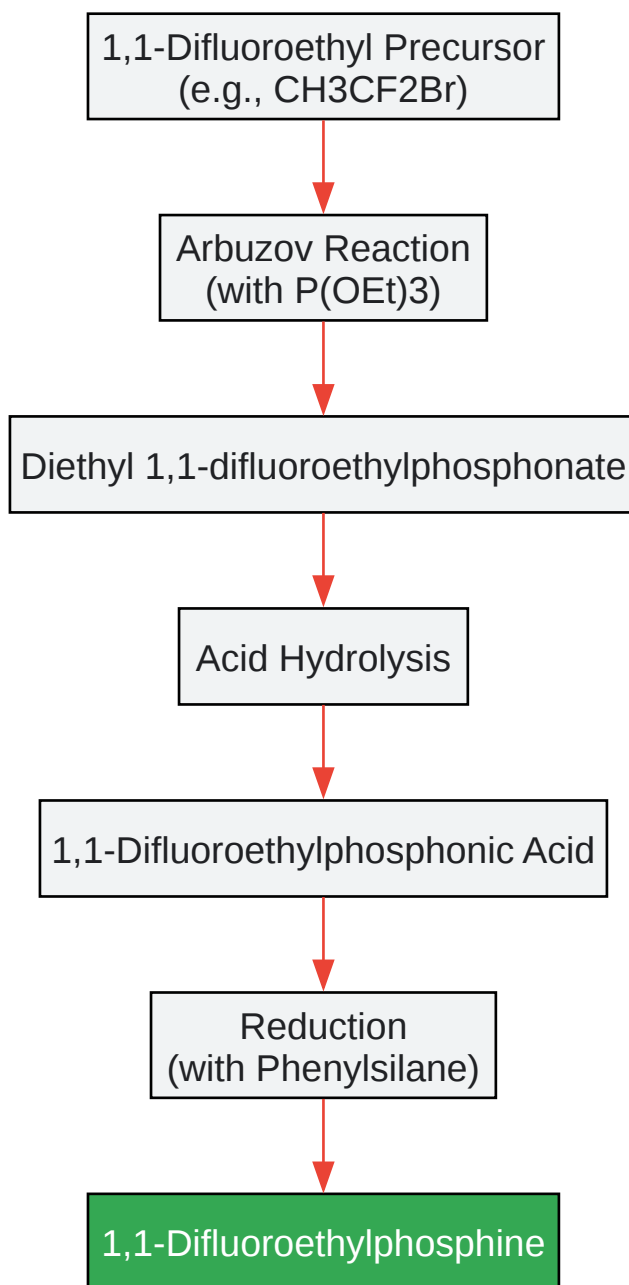 1,1-Difluoroethyl Precursor
(e.g., CH3CF2Br)
Arbuzov Reaction
(with P(OEt)3)
Diethyl 1,1-difluoroethylphosphonate
Acid Hydrolysis
1,1-Difluoroethylphosphonic Acid
Reduction
(with Phenylsilane)
1,1-Difluoroethylphosphine